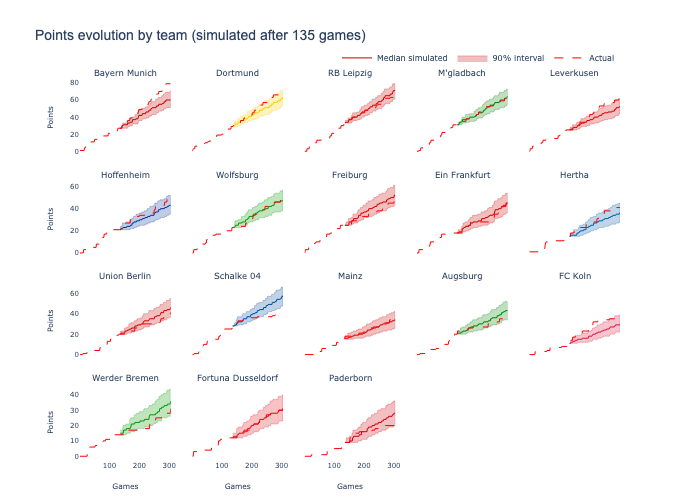 Points evolution by team (simulated after 135 games)
Median simulated 90% interval Actual
Bayern Munich Dortmund RB Leipzig M'gladbach Leverkusen
80
60
40
20
0
Points
Hoffenheim Wolfsburg Freiburg Ein Frankfurt Hertha
60
40
20
0
Points
Union Berlin Schalke 04 Mainz Augsburg FC Koln
60
40
20
0
Points
Werder Bremen Fortuna Dusseldorf Paderborn
40
30
20
10
0
Points
100 200 300 100 200 300 100 200 300
Games Games Games